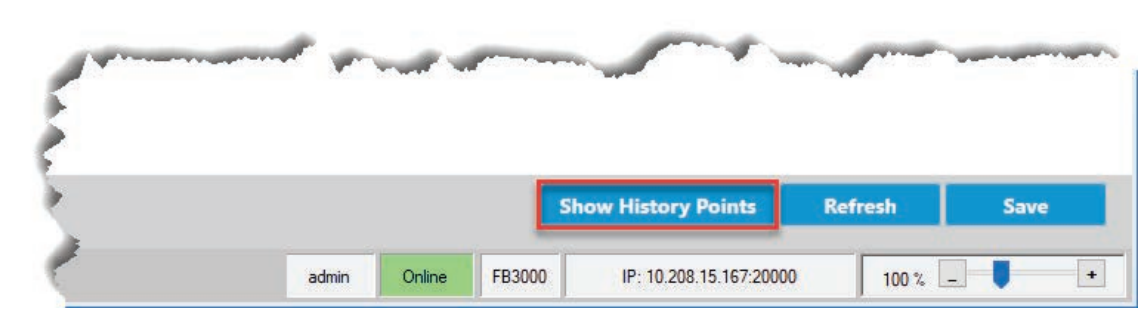 Show History Points Refresh Save
admin Online FB3000 IP: 10.208.15.167:20000 100 % - +